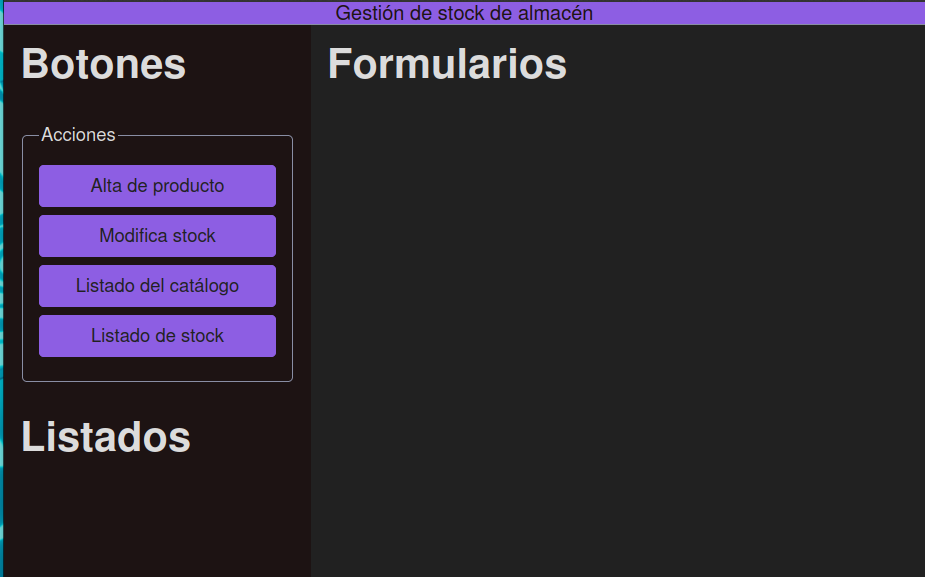 Gestión de stock de almacén
Botones
Formularios
Acciones
Alta de producto
Modifica stock
Listado del catálogo
Listado de stock
Listados